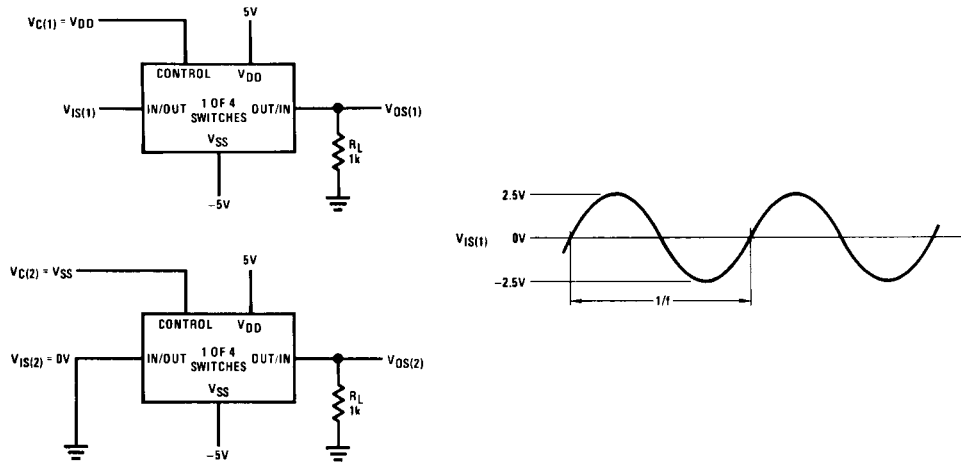 VC(1) = VDD
5V
CONTROL VDD
VIS(1) IN/OUT 1 OF 4 SWITCHES OUT/IN VOS(1)
VSS
RL
1k
–5V
VC(2) = VSS
5V
CONTROL VDD
VIS(2) = 0V IN/OUT 1 OF 4 SWITCHES OUT/IN VOS(2)
VSS
RL
1k
–5V
2.5V
VIS(1) 0V
–2.5V
1/f